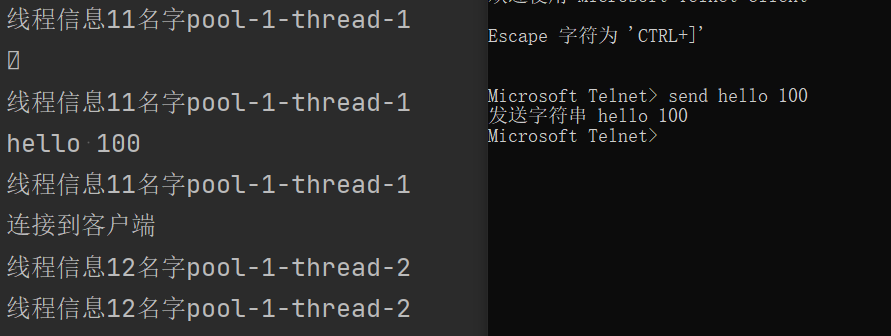 线程信息11名字pool-1-thread-1
线程信息11名字pool-1-thread-1
hello 100
线程信息11名字pool-1-thread-1
连接到客户端
线程信息12名字pool-1-thread-2
线程信息12名字pool-1-thread-2
Escape 字符为 'CTRL+]'
Microsoft Telnet> send hello 100
发送字符串 hello 100
Microsoft Telnet>